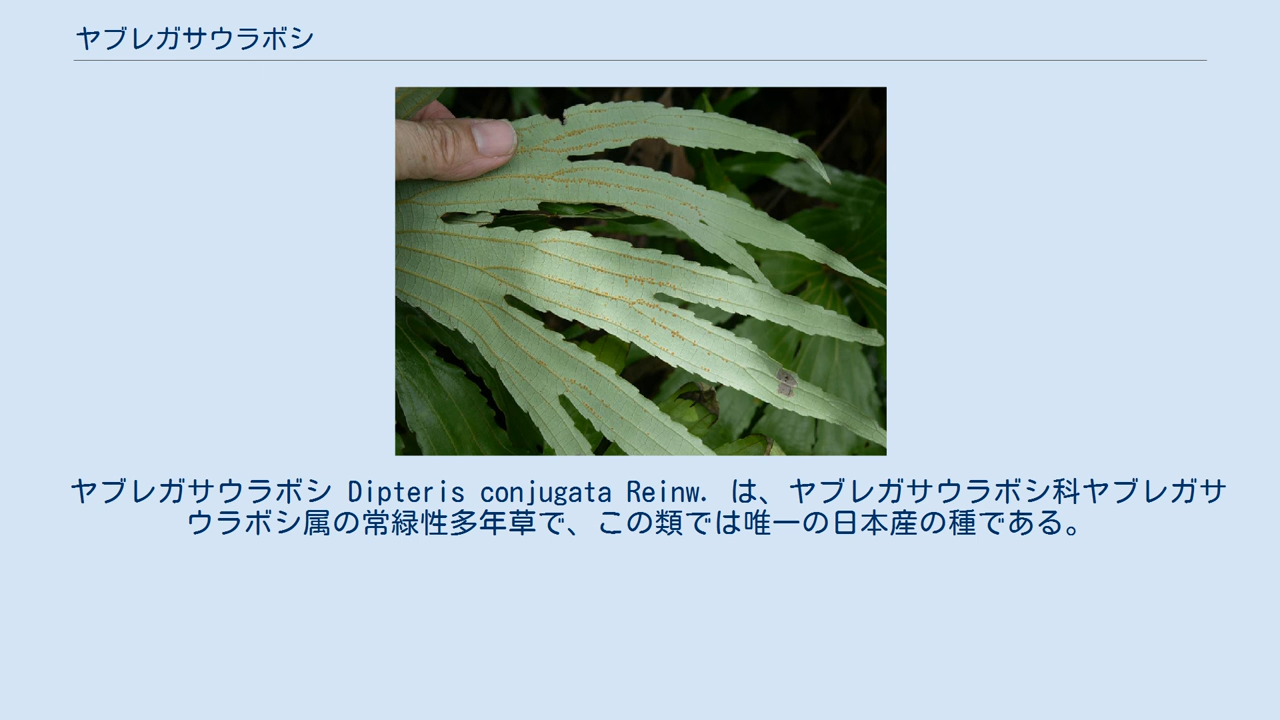 ヤブレガサウラボシ
ヤブレガサウラボシ Dipteris conjugata Reinw. は、ヤブレガサウラボシ科ヤブレガサ
ウラボシ属の常緑性多年草で、この類では唯一の日本産の種である。